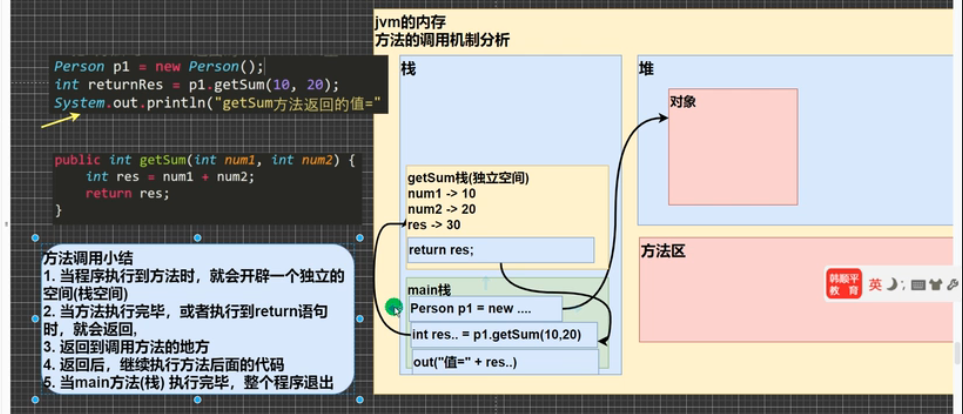 Person p1 = new Person();
int returnRes = p1.getSum(10, 20);
System.out.println("getSum方法返回的值="
public int getSum(int num1, int num2) {
int res = num1 + num2;
return res;
}
方法调用小结
1. 当程序执行到方法时，就会开辟一个独立的
空间(栈空间)
2. 当方法执行完毕，或者执行到return语句
时，就会返回,
3. 返回到调用方法的地方
4. 返回后，继续执行方法后面的代码
5. 当main方法(栈) 执行完毕，整个程序退出
jvm的内存
方法的调用机制分析
栈
getSum栈(独立空间)
num1 -> 10
num2 -> 20
res -> 30
return res;
main栈
Person p1 = new ....
int res.. = p1.getSum(10,20)
out("值=" + res..)
堆
对象
方法区
韩顺平
教育
英